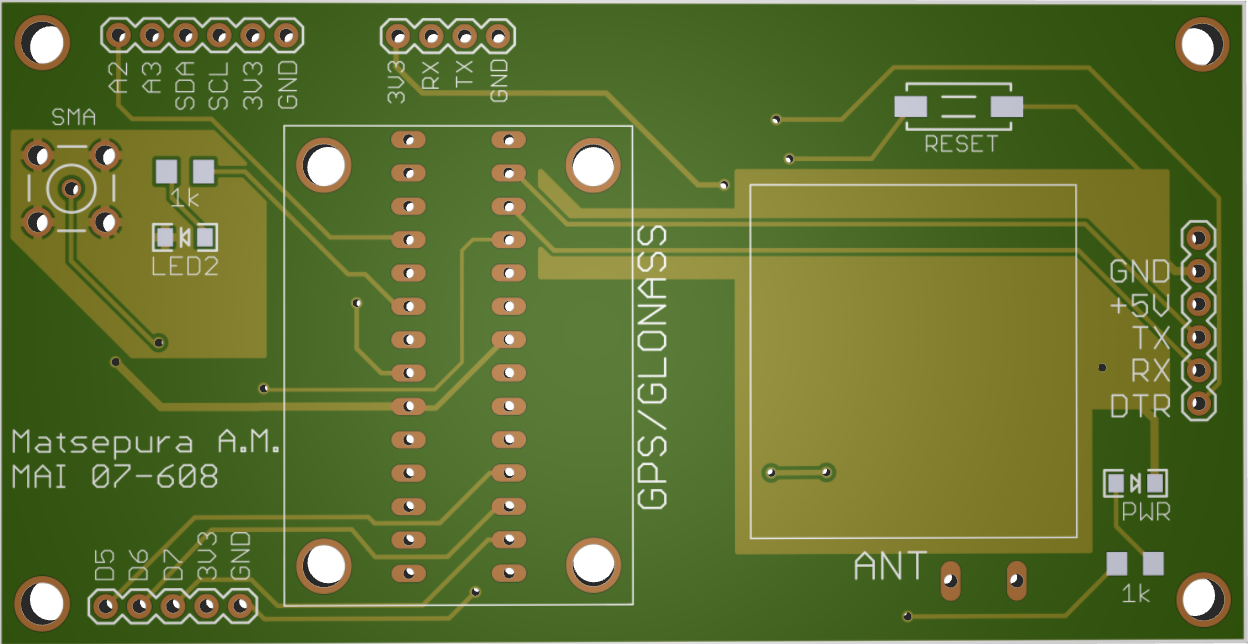 A2
A3
SDA
SCL
3V3
GND
3V3
RX
TX
GND
SMA
RESET
1k
LED2
GPS/GLONASS
GND
+5V
TX
RX
DTR
Matsepura A.M.
MAI 07-608
PWR
D5
D6
D7
3V3
GND
ANT
1k